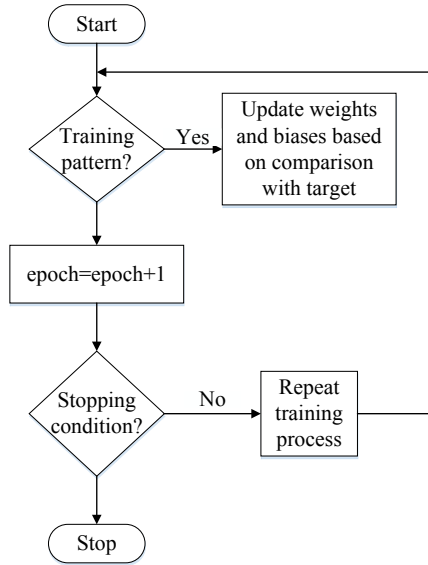 Start
Training
pattern?
Yes
Update weights
and biases based
on comparison
with target
epoch=epoch+1
Stopping
condition?
No
Repeat
training
process
Stop